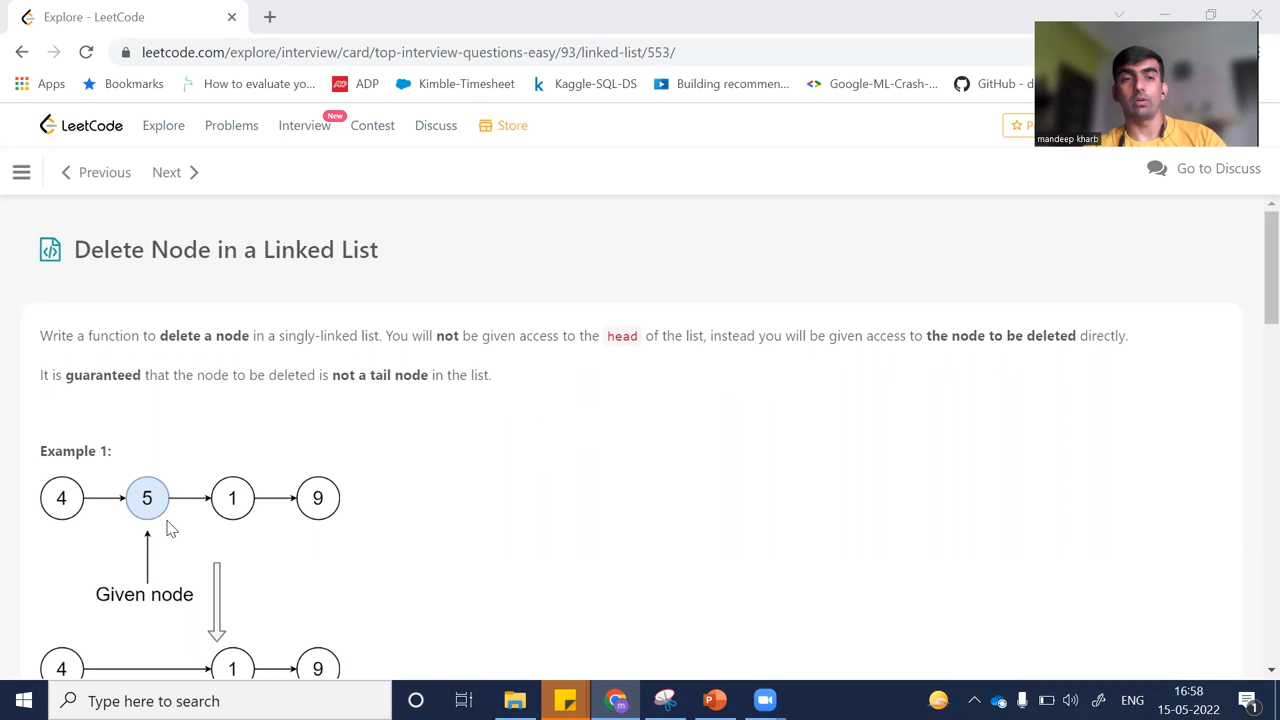 Explore - LeetCode
leetcode.com/explore/interview/card/top-interview-questions-easy/93/linked-list/553/
Apps Bookmarks How to evaluate yo... ADP Kimble-Timesheet Kaggle-SQL-DS Building recommen... Google-ML-Crash-... GitHub - d
mandeep kharb
LeetCode Explore Problems Interview New Contest Discuss Store
Previous Next Go to Discuss
Delete Node in a Linked List
Write a function to delete a node in a singly-linked list. You will not be given access to the head of the list, instead you will be given access to the node to be deleted directly.
It is guaranteed that the node to be deleted is not a tail node in the list.
Example 1:
4 5 1 9
Given node
4 1 9
Type here to search
ENG
16:58
15-05-2022
1